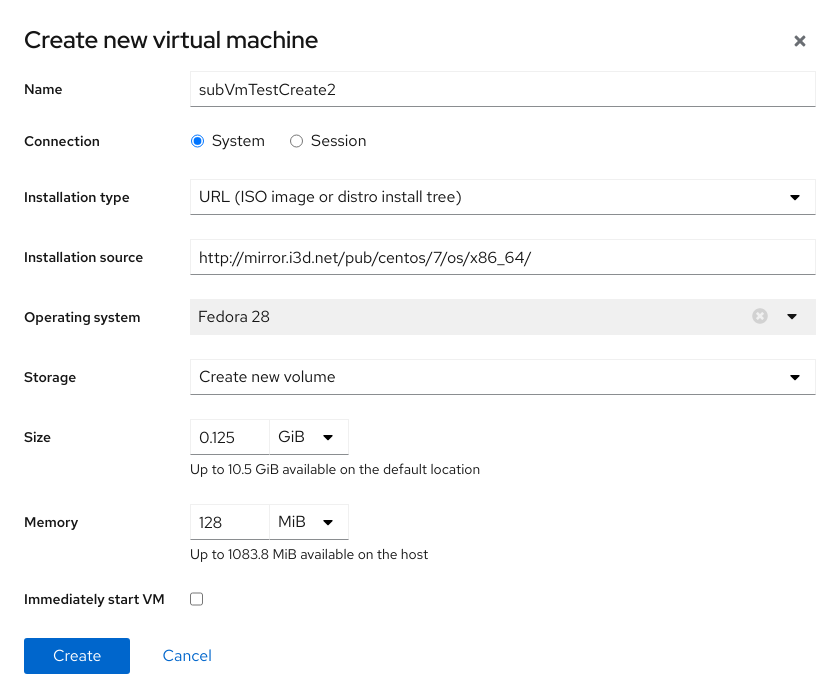 Create new virtual machine
Name
subVmTestCreate2
Connection
System
Session
Installation type
URL (ISO image or distro install tree)
Installation source
http://mirror.i3d.net/pub/centos/7/os/x86_64/
Operating system
Fedora 28
Storage
Create new volume
Size
0.125
GiB
Up to 10.5 GiB available on the default location
Memory
128
MiB
Up to 1083.8 MiB available on the host
Immediately start VM
Create
Cancel